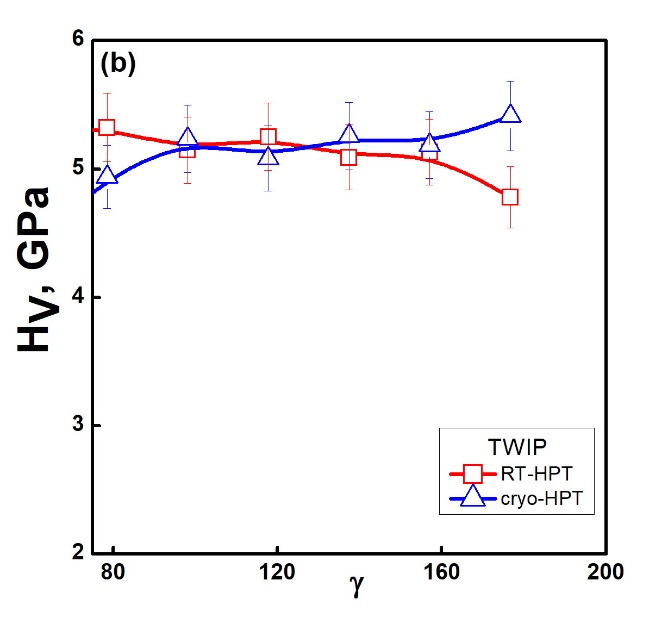 (b)
6
5
4
3
2
Hv, GPa
80
120
160
200
γ
TWIP
RT-HPT
cryo-HPT